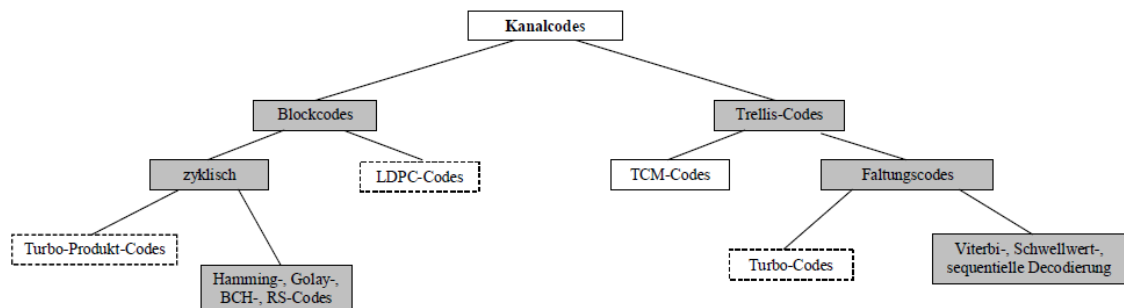 Kanalcodes
Blockcodes
Trellis-Codes
zyklisch
LDPC-Codes
TCM-Codes
Faltungscodes
Turbo-Produkt-Codes
Hamming-, Golay-,
BCH-, RS-Codes
Turbo-Codes
Viterbi-, Schwellwert-,
sequentielle Decodierung